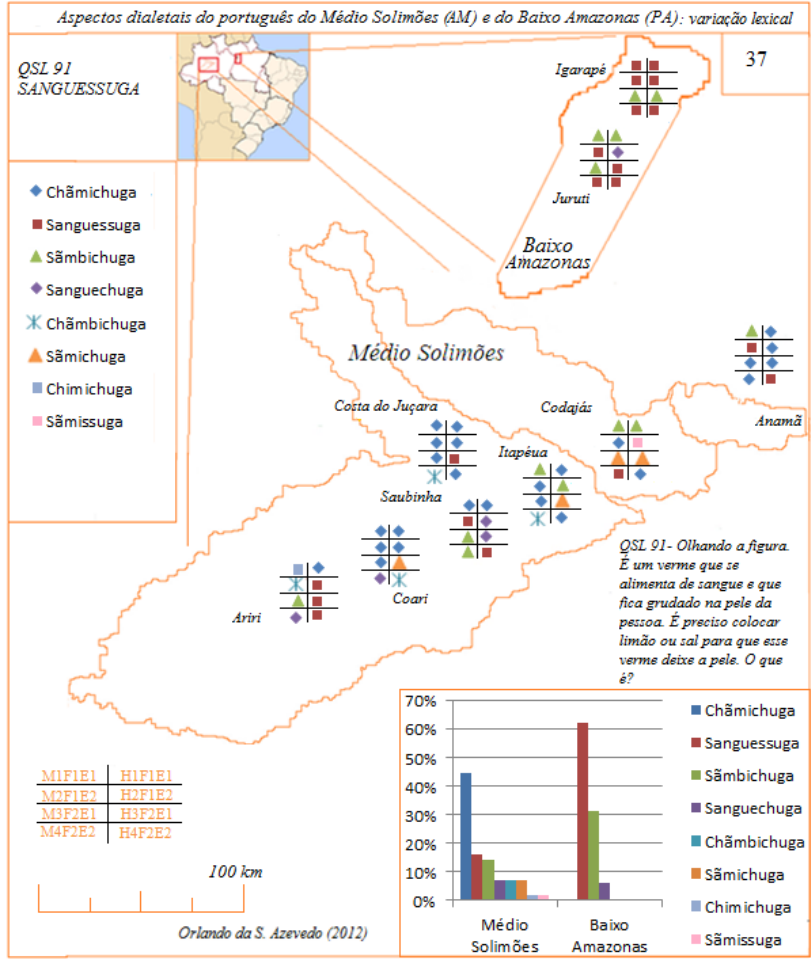 Aspectos dialetais do português do Médio Solimões (AM) e do Baixo Amazonas (PA): variação lexical
QSL 91
SANGUESSUGA
37
Igarapé
Juruti
Baixo
Amazonas
Chãmichuga
Sanguessuga
Sãmbichuga
Sanguechuga
Chãmbichuga
Sãmichuga
Chimichuga
Sãmissuga
Médio Solimões
Anamã
Costa do Juçara
Codajás
Itapéua
Saubinha
Coari
Ariri
QSL 91- Olhando a figura.
É um verme que se
alimenta de sangue e que
fica grudado na pele da
pessoa. É preciso colocar
limão ou sal para que esse
verme deixe a pele. O que
é?
M1F1E1 H1F1E1
M2F1E2 H2F1E2
M3F2E1 H3F2E1
M4F2E2 H4F2E2
100 km
Orlando da S. Azevedo (2012)
70%
60%
50%
40%
30%
20%
10%
0%
Médio
Solimões
Baixo
Amazonas
Chãmichuga
Sanguessuga
Sãmbichuga
Sanguechuga
Chãmbichuga
Sãmichuga
Chimichuga
Sãmissuga